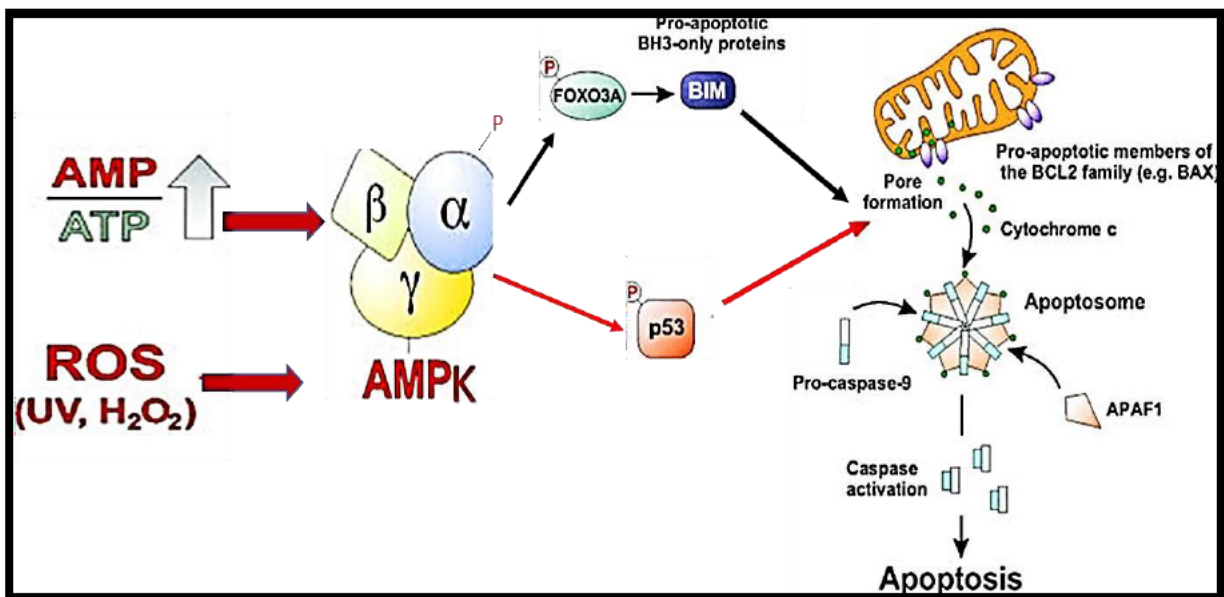 Pro-apoptotic
BH3-only proteins
P
FOXO3A
BIM
P
AMP
ATP
β
α
γ
AMPK
ROS
(UV, H₂O₂)
P
p53
Pore
formation
Pro-apoptotic members of
the BCL2 family (e.g. BAX)
Cytochrome c
Apoptosome
Pro-caspase-9
APAF1
Caspase
activation
Apoptosis